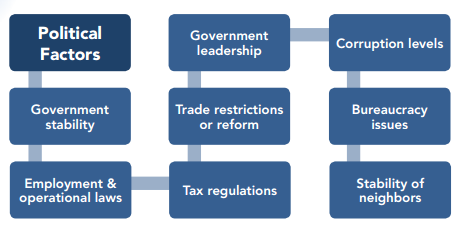 Political
Factors
Government
stability
Employment &
operational laws
Tax regulations
Trade restrictions
or reform
Government
leadership
Corruption levels
Bureaucracy
issues
Stability of
neighbors